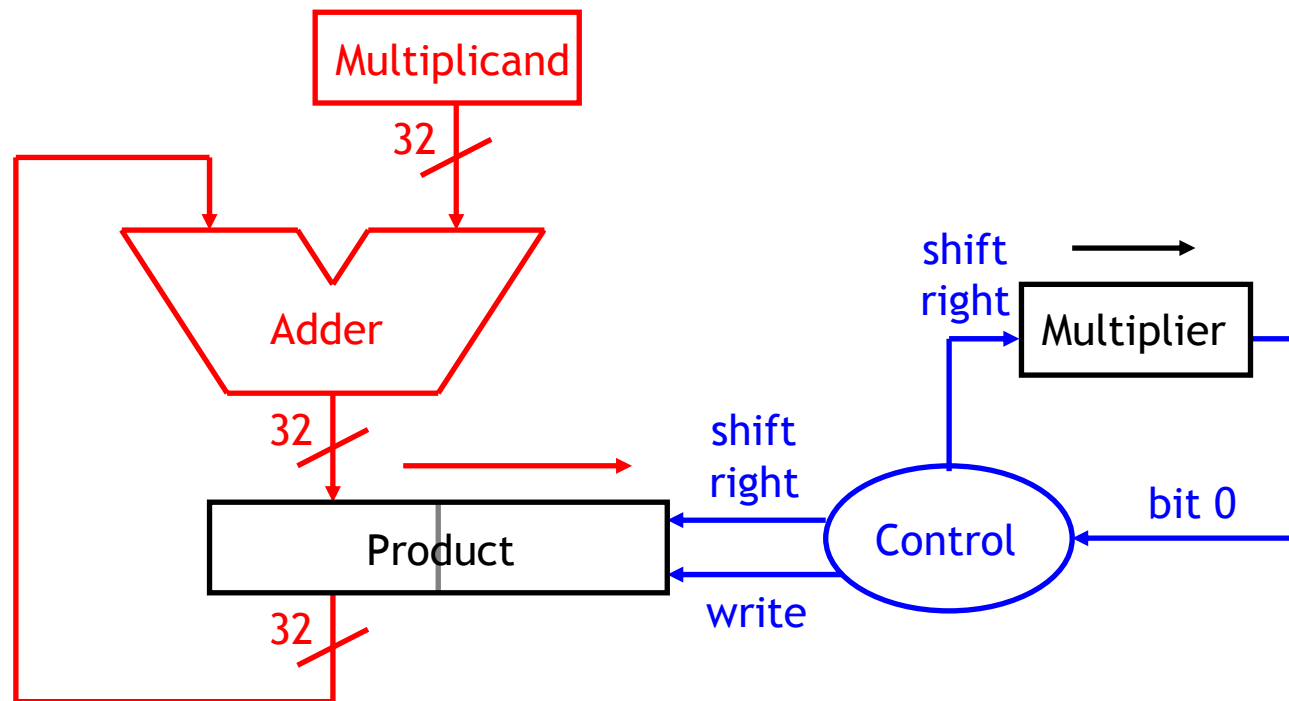 Multiplicand
32
shift
right
Multiplier
Adder
32
shift
right
bit 0
Control
Product
write
32